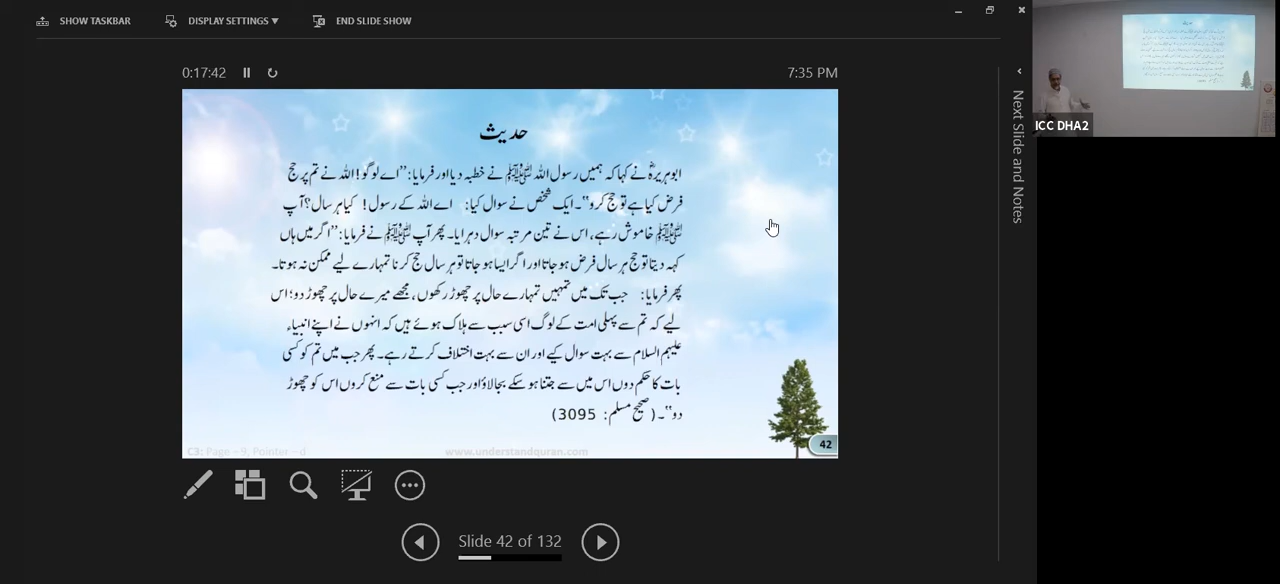 SHOW TASKBAR
DISPLAY SETTINGS ▾
END SLIDE SHOW
0:17:42
7:35 PM
حدیث
ابوہریرہؓ نے کہا کہ ہمیں رسول اللہ ﷺ نے خطبہ دیا اور فرمایا: ’’اے لوگو! اللہ نے تم پر حج
فرض کیا ہے تو حج کرو‘‘۔ ایک شخص نے سوال کیا: اے اللہ کے رسول! کیا ہر سال؟ آپ
ﷺ خاموش رہے، اس نے تین مرتبہ سوال دہرایا۔ پھر آپ ﷺ نے فرمایا: ’’اگر میں ہاں
کہہ دیتا تو حج ہر سال فرض ہو جاتا اور اگر ایسا ہو جاتا تو ہر سال حج کرنا تمہارے لیے ممکن نہ ہوتا۔
پھر فرمایا: جب تک میں تمہیں تمہارے حال پر چھوڑ رکھوں، مجھے میرے حال پر چھوڑ دو؛ اس
لیے کہ تم سے پہلی امت کے لوگ اسی سبب سے ہلاک ہوئے ہیں کہ انہوں نے اپنے انبیاء
علیہم السلام سے بہت سوال کیے اور ان سے بہت اختلاف کرتے رہے۔ پھر جب میں تم کو کسی
بات کا حکم دوں اس میں سے جتنا ہو سکے بجا لاؤ اور جب کسی بات سے منع کروں اس کو چھوڑ
دو‘‘۔ (صحیح مسلم: 3095)
C3: Page – 9, Pointer – d
www.understandquran.com
42
Slide 42 of 132
Next Slide and Notes
ICC DHA2